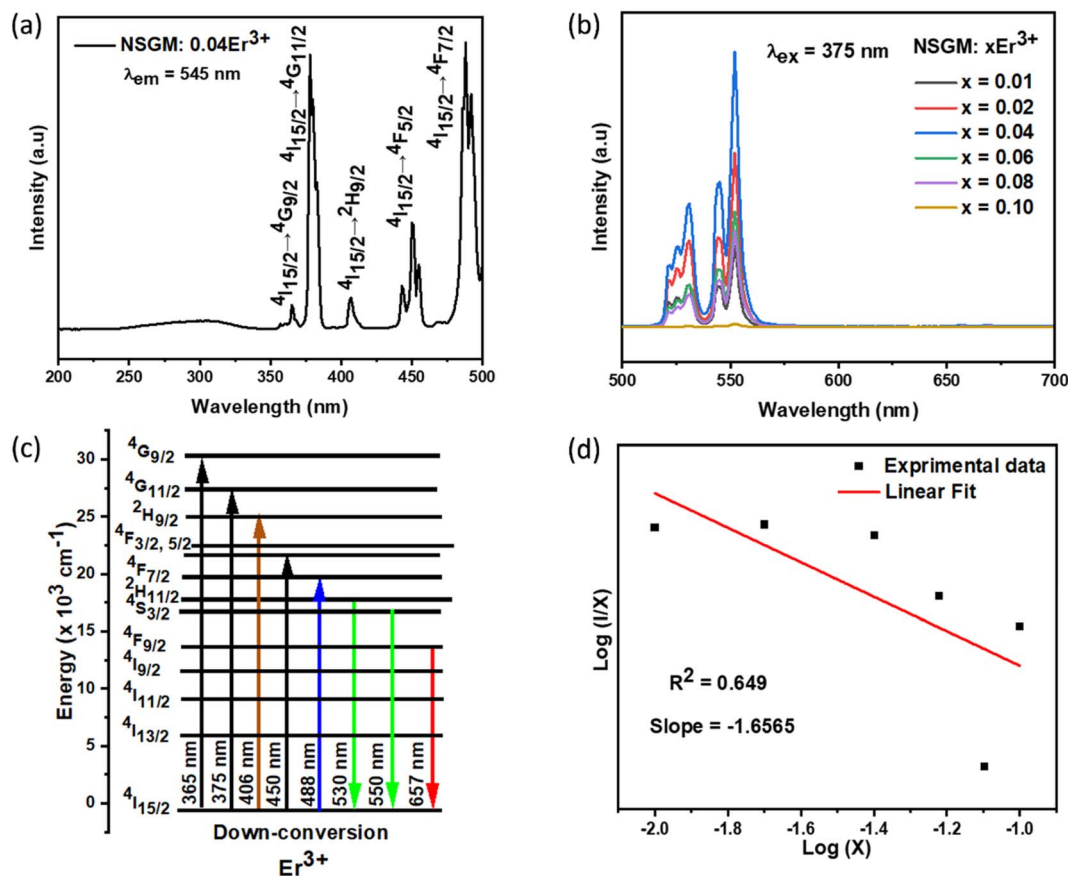 (a)
NSGM: 0.04Er³⁺
λem = 545 nm
⁴I15/2→⁴G9/2
⁴I15/2→⁴G11/2
⁴I15/2→²H9/2
⁴I15/2→⁴F5/2
⁴I15/2→⁴F7/2
Intensity (a.u)
200 250 300 350 400 450 500
Wavelength (nm)
(b)
λex = 375 nm
NSGM: xEr³⁺
x = 0.01
x = 0.02
x = 0.04
x = 0.06
x = 0.08
x = 0.10
Intensity (a.u)
500 550 600 650 700
Wavelength (nm)
(c)
Energy (x 10³ cm⁻¹)
30
25
20
15
10
5
0
⁴G9/2
⁴G11/2
²H9/2
⁴F3/2, 5/2
⁴F7/2
²H11/2
⁴S3/2
⁴F9/2
⁴I9/2
⁴I11/2
⁴I13/2
⁴I15/2
365 nm
375 nm
406 nm
450 nm
488 nm
530 nm
550 nm
657 nm
Down-conversion
Er³⁺
(d)
Exprimental data
Linear Fit
R² = 0.649
Slope = -1.6565
Log (I/X)
-2.0 -1.8 -1.6 -1.4 -1.2 -1.0
Log (X)